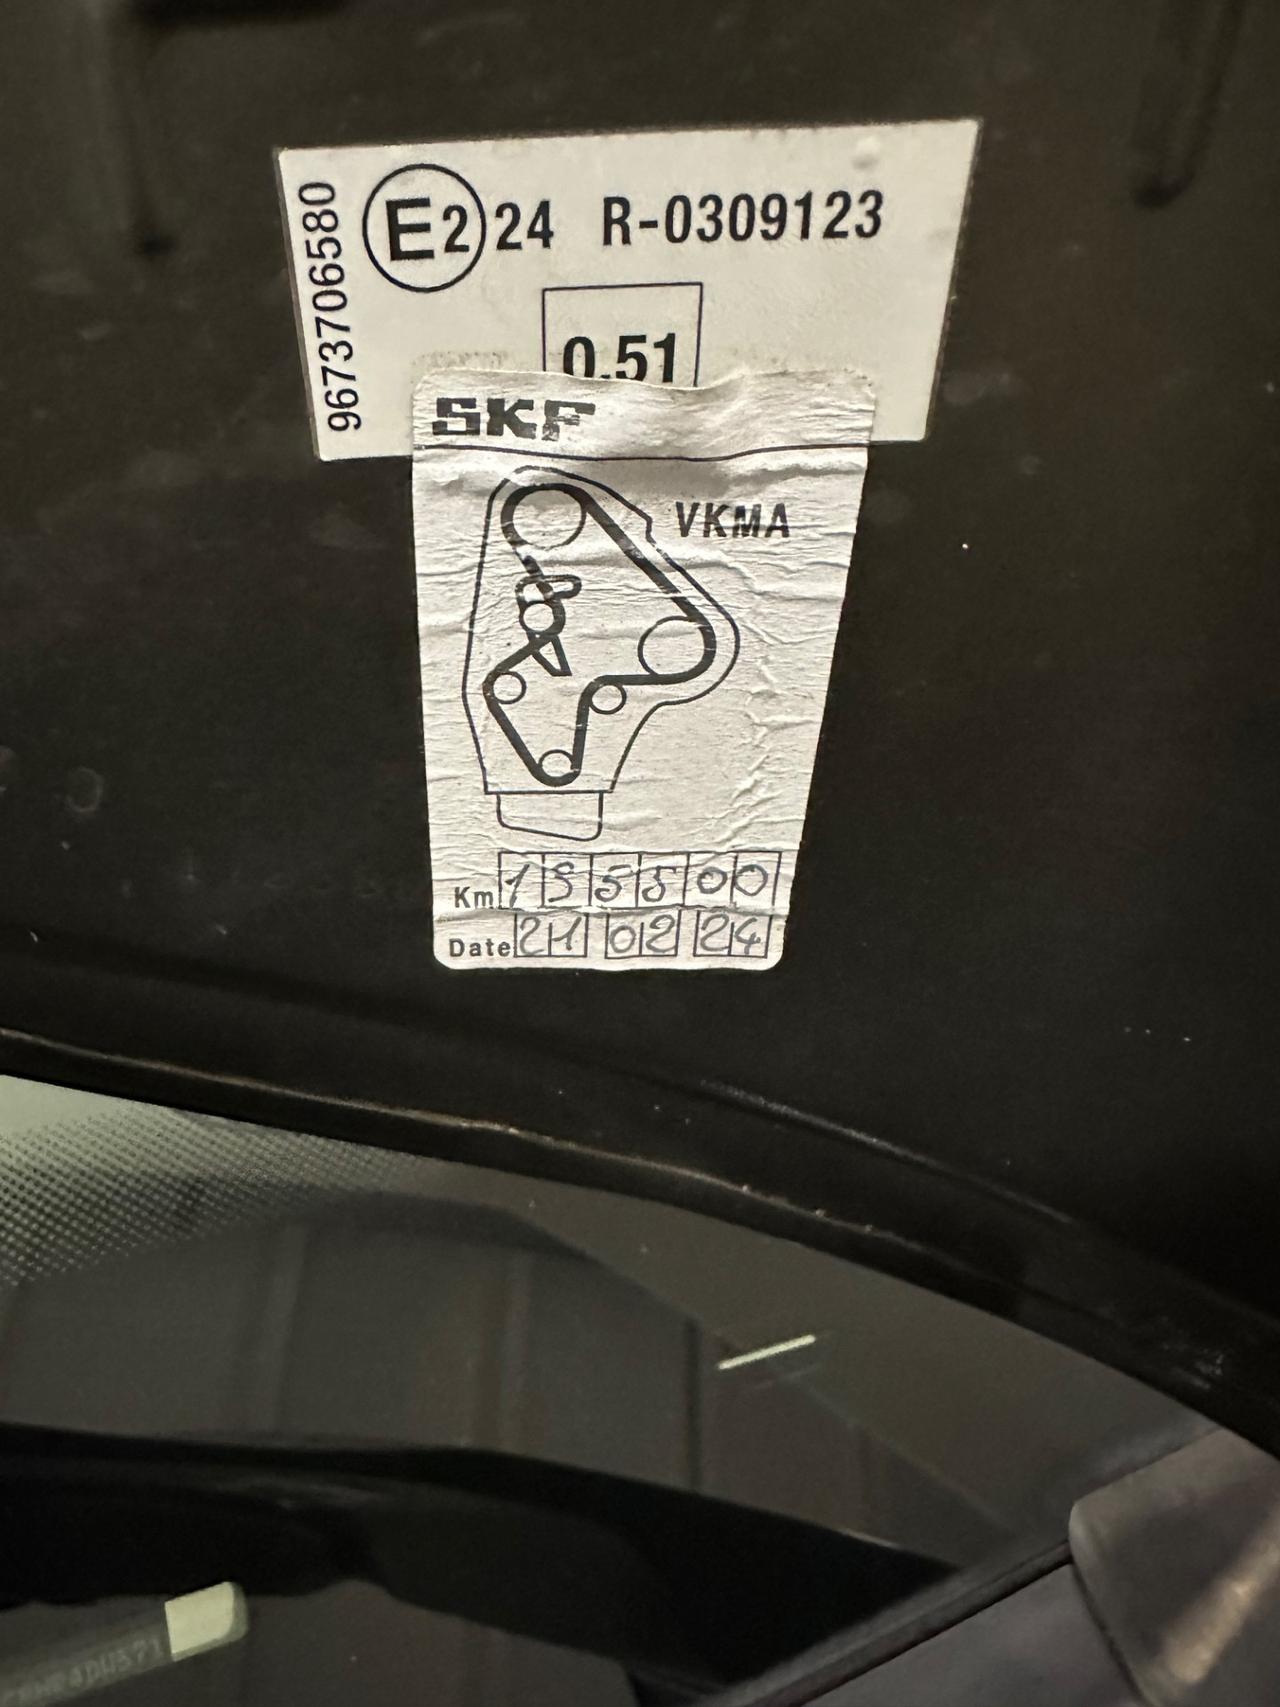 9673706580
E2 24 R-0309123
0.51
SKF
VKMA
Km 155500
Date 21 02 24